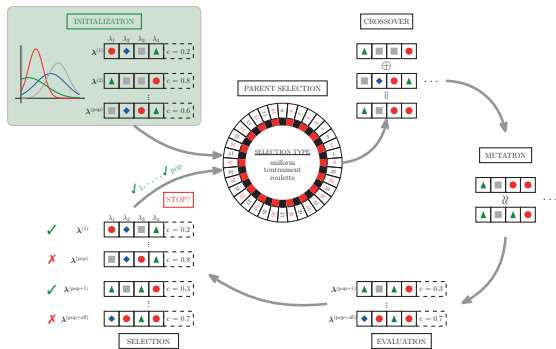 INITIALIZATION
λ₁ λ₂ λ₃ λ₄
λ⁽¹⁾ c = 0.2
λ⁽²⁾ c = 0.8
⋮
λ⁽ᵖᵒᵖ⁾ c = 0.6
CROSSOVER
⊕
. . .
=
PARENT SELECTION
SELECTION TYPE
uniform
tournament
roulette
MUTATION
. . .
✓1, . . . , ✓pop
STOP?
λ₁ λ₂ λ₃ λ₄
✓ λ⁽¹⁾ c = 0.2
⋮
✗ λ⁽ᵖᵒᵖ⁾ c = 0.8
✓ λ⁽ᵖᵒᵖ⁺¹⁾ c = 0.3
⋮
✗ λ⁽ᵖᵒᵖ⁺ᵒᶠᶠ⁾ c = 0.7
SELECTION
λ⁽ᵖᵒᵖ⁺¹⁾ c = 0.3
⋮
λ⁽ᵖᵒᵖ⁺ᵒᶠᶠ⁾ c = 0.7
EVALUATION